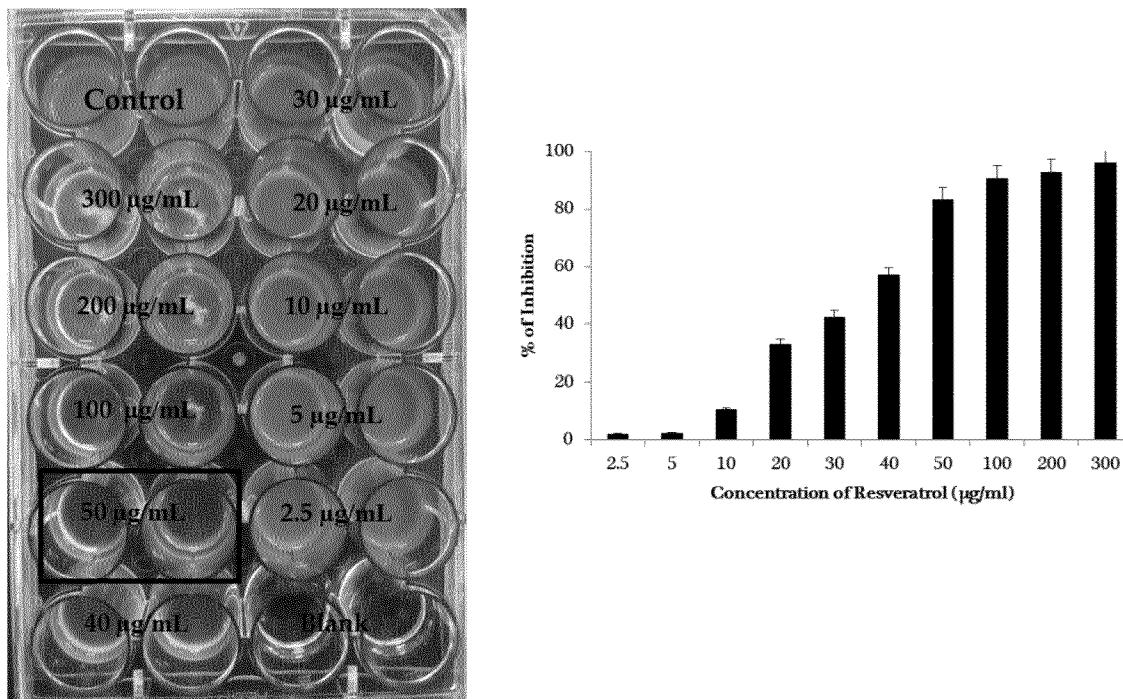 Control
30 µg/mL
300 µg/mL
20 µg/mL
200 µg/mL
10 µg/mL
100 µg/mL
5 µg/mL
50 µg/mL
2.5 µg/mL
40 µg/mL
Blank
% of Inhibition
100
80
60
40
20
0
2.5 5 10 20 30 40 50 100 200 300
Concentration of Resveratrol (µg/ml)